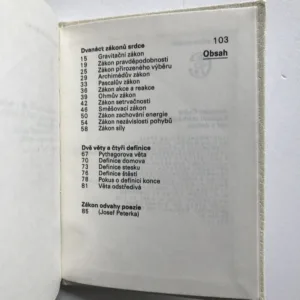 103
Obsah
Dvanáct zákonů srdce
15 Gravitační zákon
19 Zákon pravděpodobnosti
25 Zákon přirozeného výběru
29 Archimédův zákon
33 Pascalův zákon
36 Zákon akce a reakce
39 Ohmův zákon
42 Zákon setrvačnosti
46 Směšovací zákon
50 Zákon zachování energie
54 Zákon nezávislosti pohybů
58 Zákon síly
Dvě věty a čtyři definice
67 Pythagorova věta
70 Definice domova
73 Definice stesku
76 Definice štěstí
78 Pokus o definici konce
81 Věta odstředivá
Zákon odvahy poezie
85 (Josef Peterka)